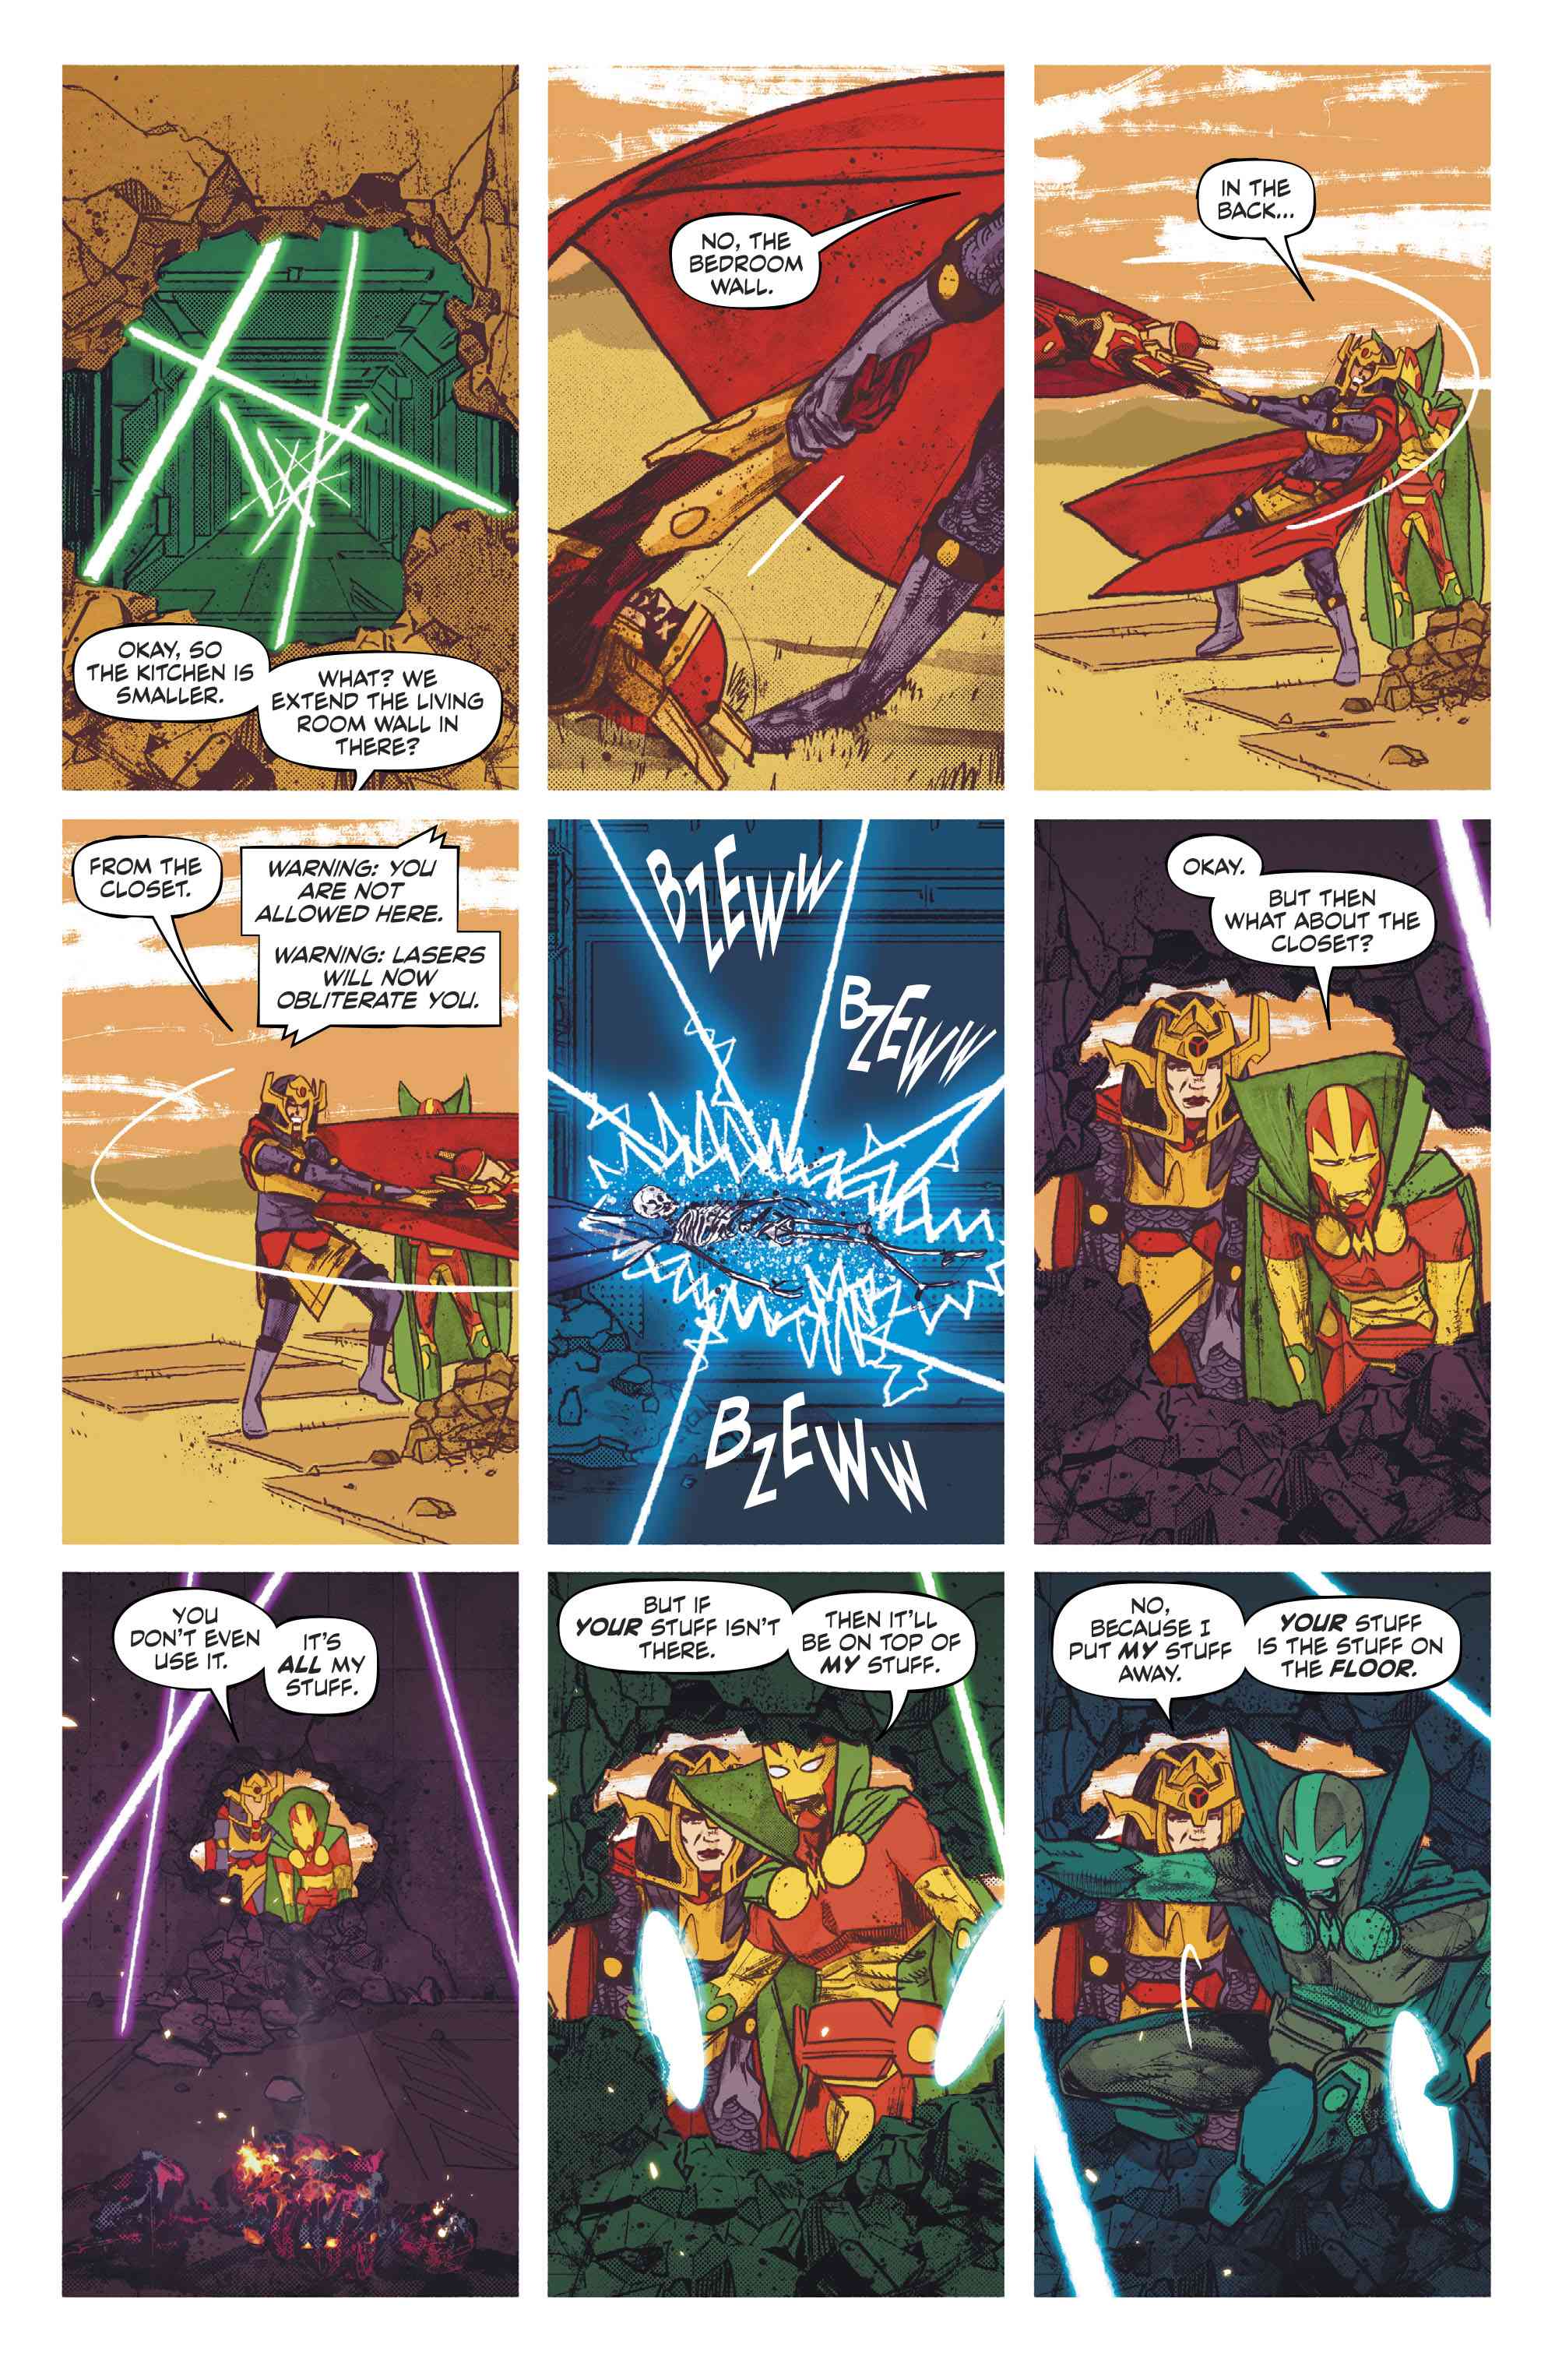 OKAY, SO
THE KITCHEN IS
SMALLER.
WHAT? WE
EXTEND THE LIVING
ROOM WALL IN
THERE?
NO, THE
BEDROOM
WALL.
IN THE
BACK...
FROM THE
CLOSET.
WARNING: YOU
ARE NOT
ALLOWED HERE.
WARNING: LASERS
WILL NOW
OBLITERATE YOU.
BZEWW
BZEWW
BZEWW
OKAY.
BUT THEN
WHAT ABOUT THE
CLOSET?
YOU
DON'T EVEN
USE IT.
IT'S
ALL MY
STUFF.
BUT IF
YOUR STUFF ISN'T
THERE.
THEN IT'LL
BE ON TOP OF
MY STUFF.
NO,
BECAUSE I
PUT MY STUFF
AWAY.
YOUR STUFF
IS THE STUFF ON
THE FLOOR.